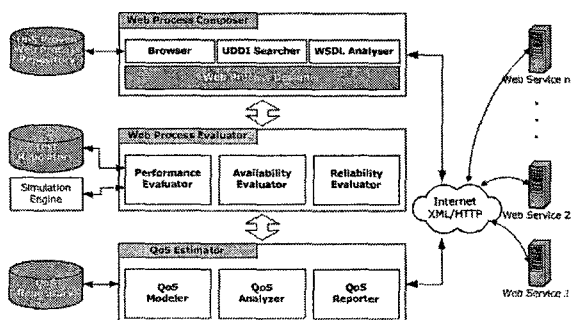 Web Process Composer
Browser
UDDI Searcher
WSDL Analyser
Web Process
Web Process Evaluator
Performance
Evaluator
Availability
Evaluator
Reliability
Evaluator
Simulation
Engine
QoS Estimator
QoS
Modeler
QoS
Analyzer
QoS
Reporter
Internet
XML/HTTP
Web Service n
Web Service 2
Web Service 1